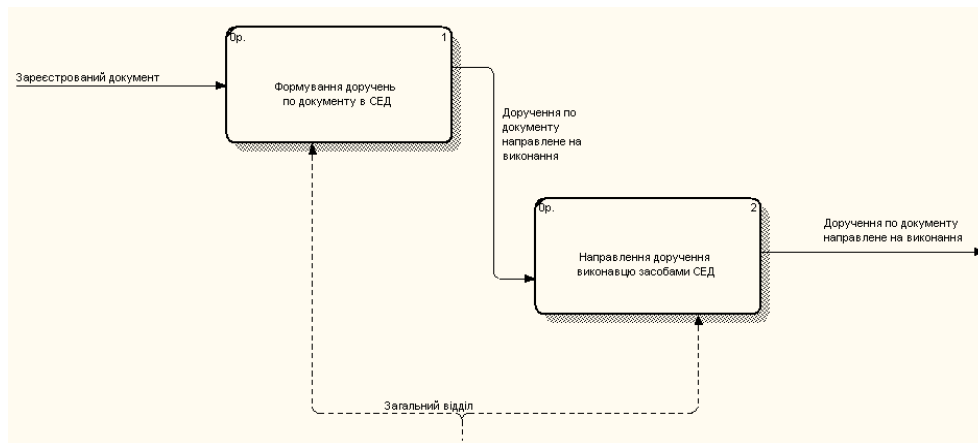 0р.
1
Зареєстрований документ
Формування доручень
по документу в СЕД
Доручення по
документу
направлене на
виконання
0р.
2
Доручення по документу
направлене на виконання
Направлення доручення
виконавцю засобами СЕД
Загальний відділ